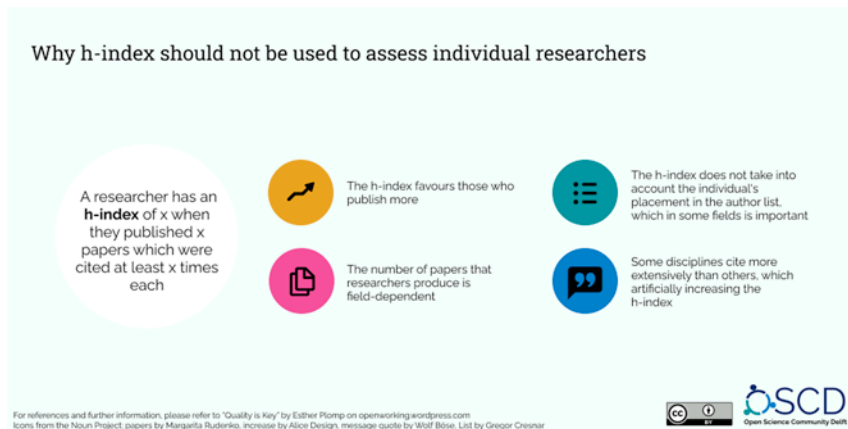 Why h-index should not be used to assess individual researchers
A researcher has an
h-index of x when
they published x
papers which were
cited at least x times
each
The h-index favours those who
publish more
The number of papers that
researchers produce is
field-dependent
The h-index does not take into
account the individual's
placement in the author list,
which in some fields is important
Some disciplines cite more
extensively than others, which
artificially increasing the
h-index
For references and further information, please refer to "Quality is Key" by Esther Plomp on openworking.wordpress.com
Icons from the Noun Project: papers by Margarita Rudenko, increase by Alice Design, message quote by Wolf Böse, List by Gregor Cresnar
cc
BY
OSCD
Open Science Community Delft